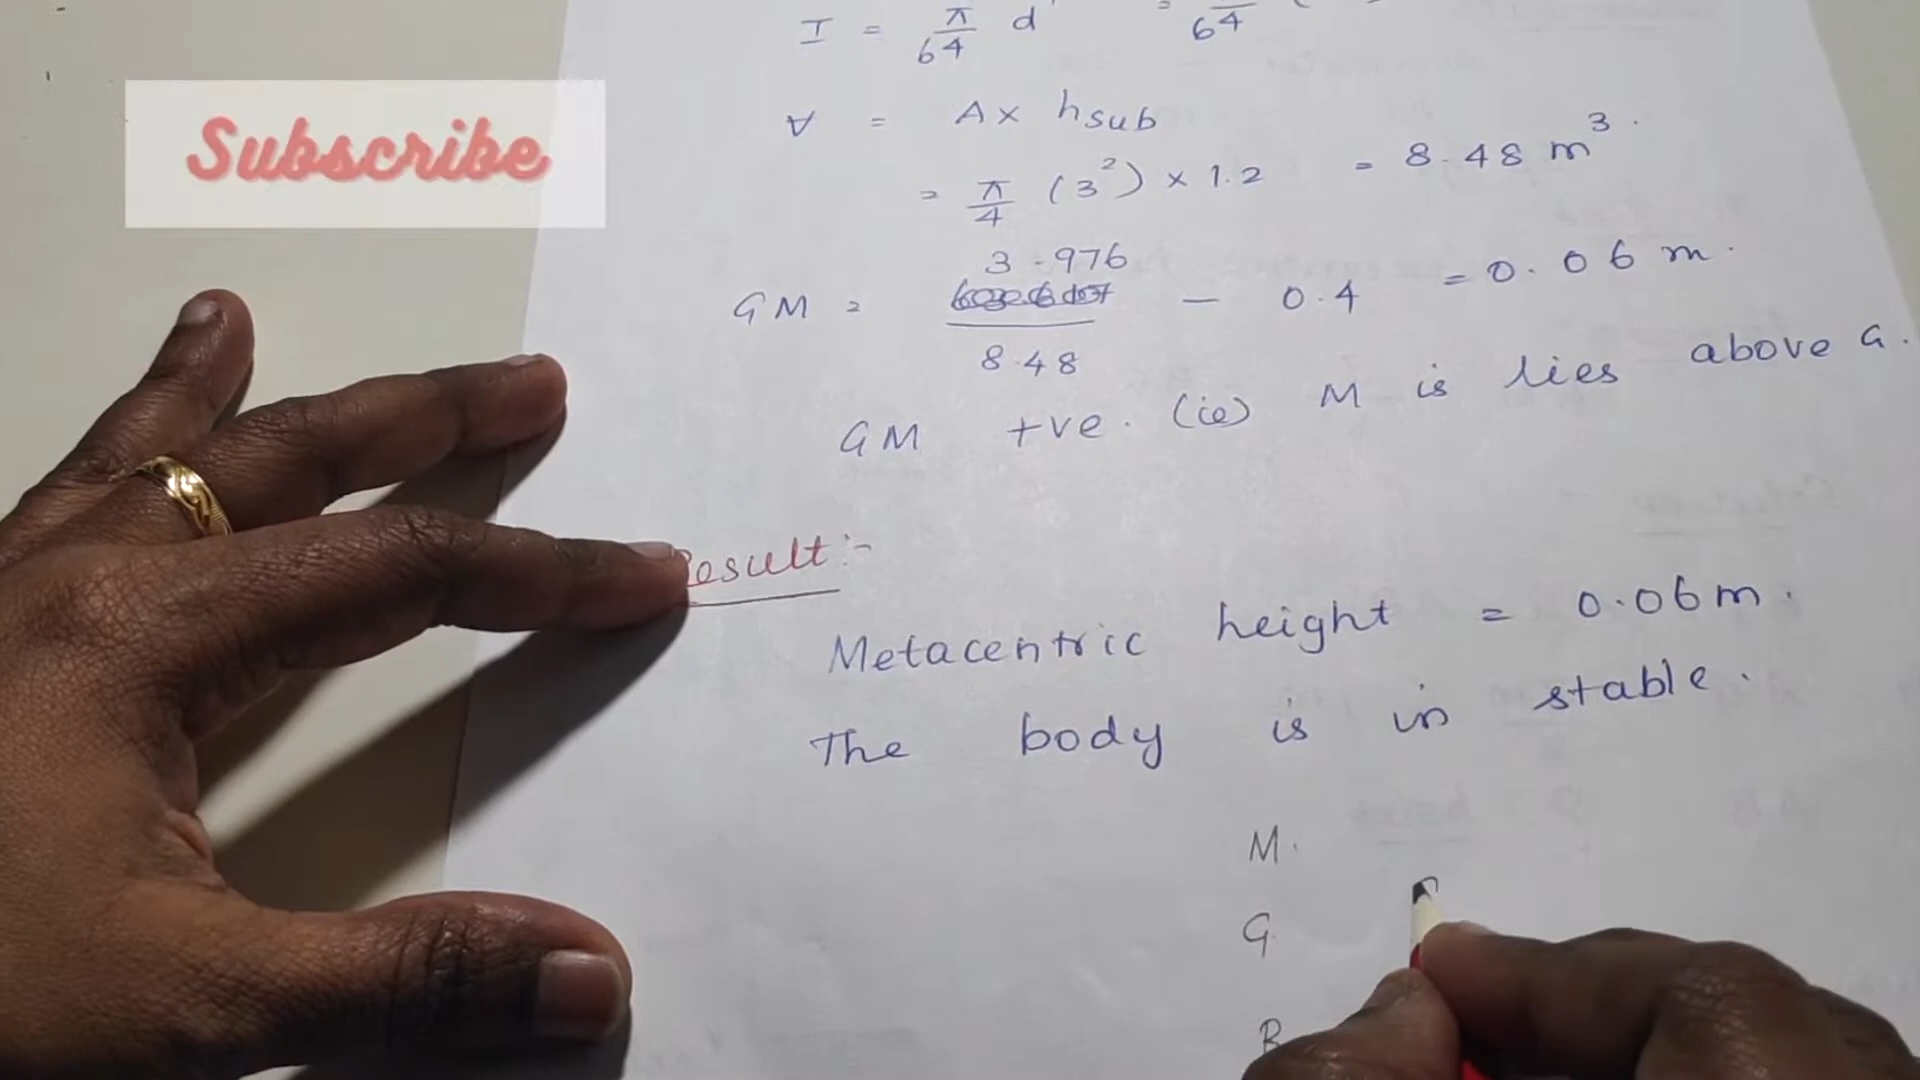 I = π/64 d = 64 (
Subscribe
∀ = A x hsub
= π/4 (3²) x 1.2 = 8.48 m³.
3.976
GM = — 0.4 = 0.06 m.
8.48
GM +ve. (ie) M is lies above G.
Result:-
Metacentric height = 0.06m.
The body is in stable.
M.
G
B